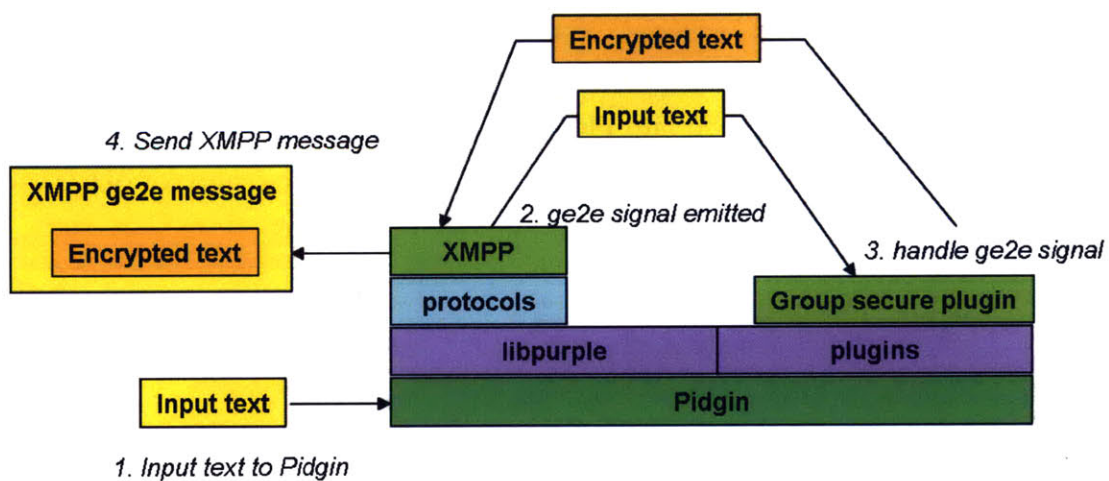 Encrypted text
Input text
4. Send XMPP message
XMPP ge2e message
Encrypted text
2. ge2e signal emitted
XMPP
3. handle ge2e signal
protocols
Group secure plugin
libpurple
plugins
Input text
Pidgin
1. Input text to Pidgin